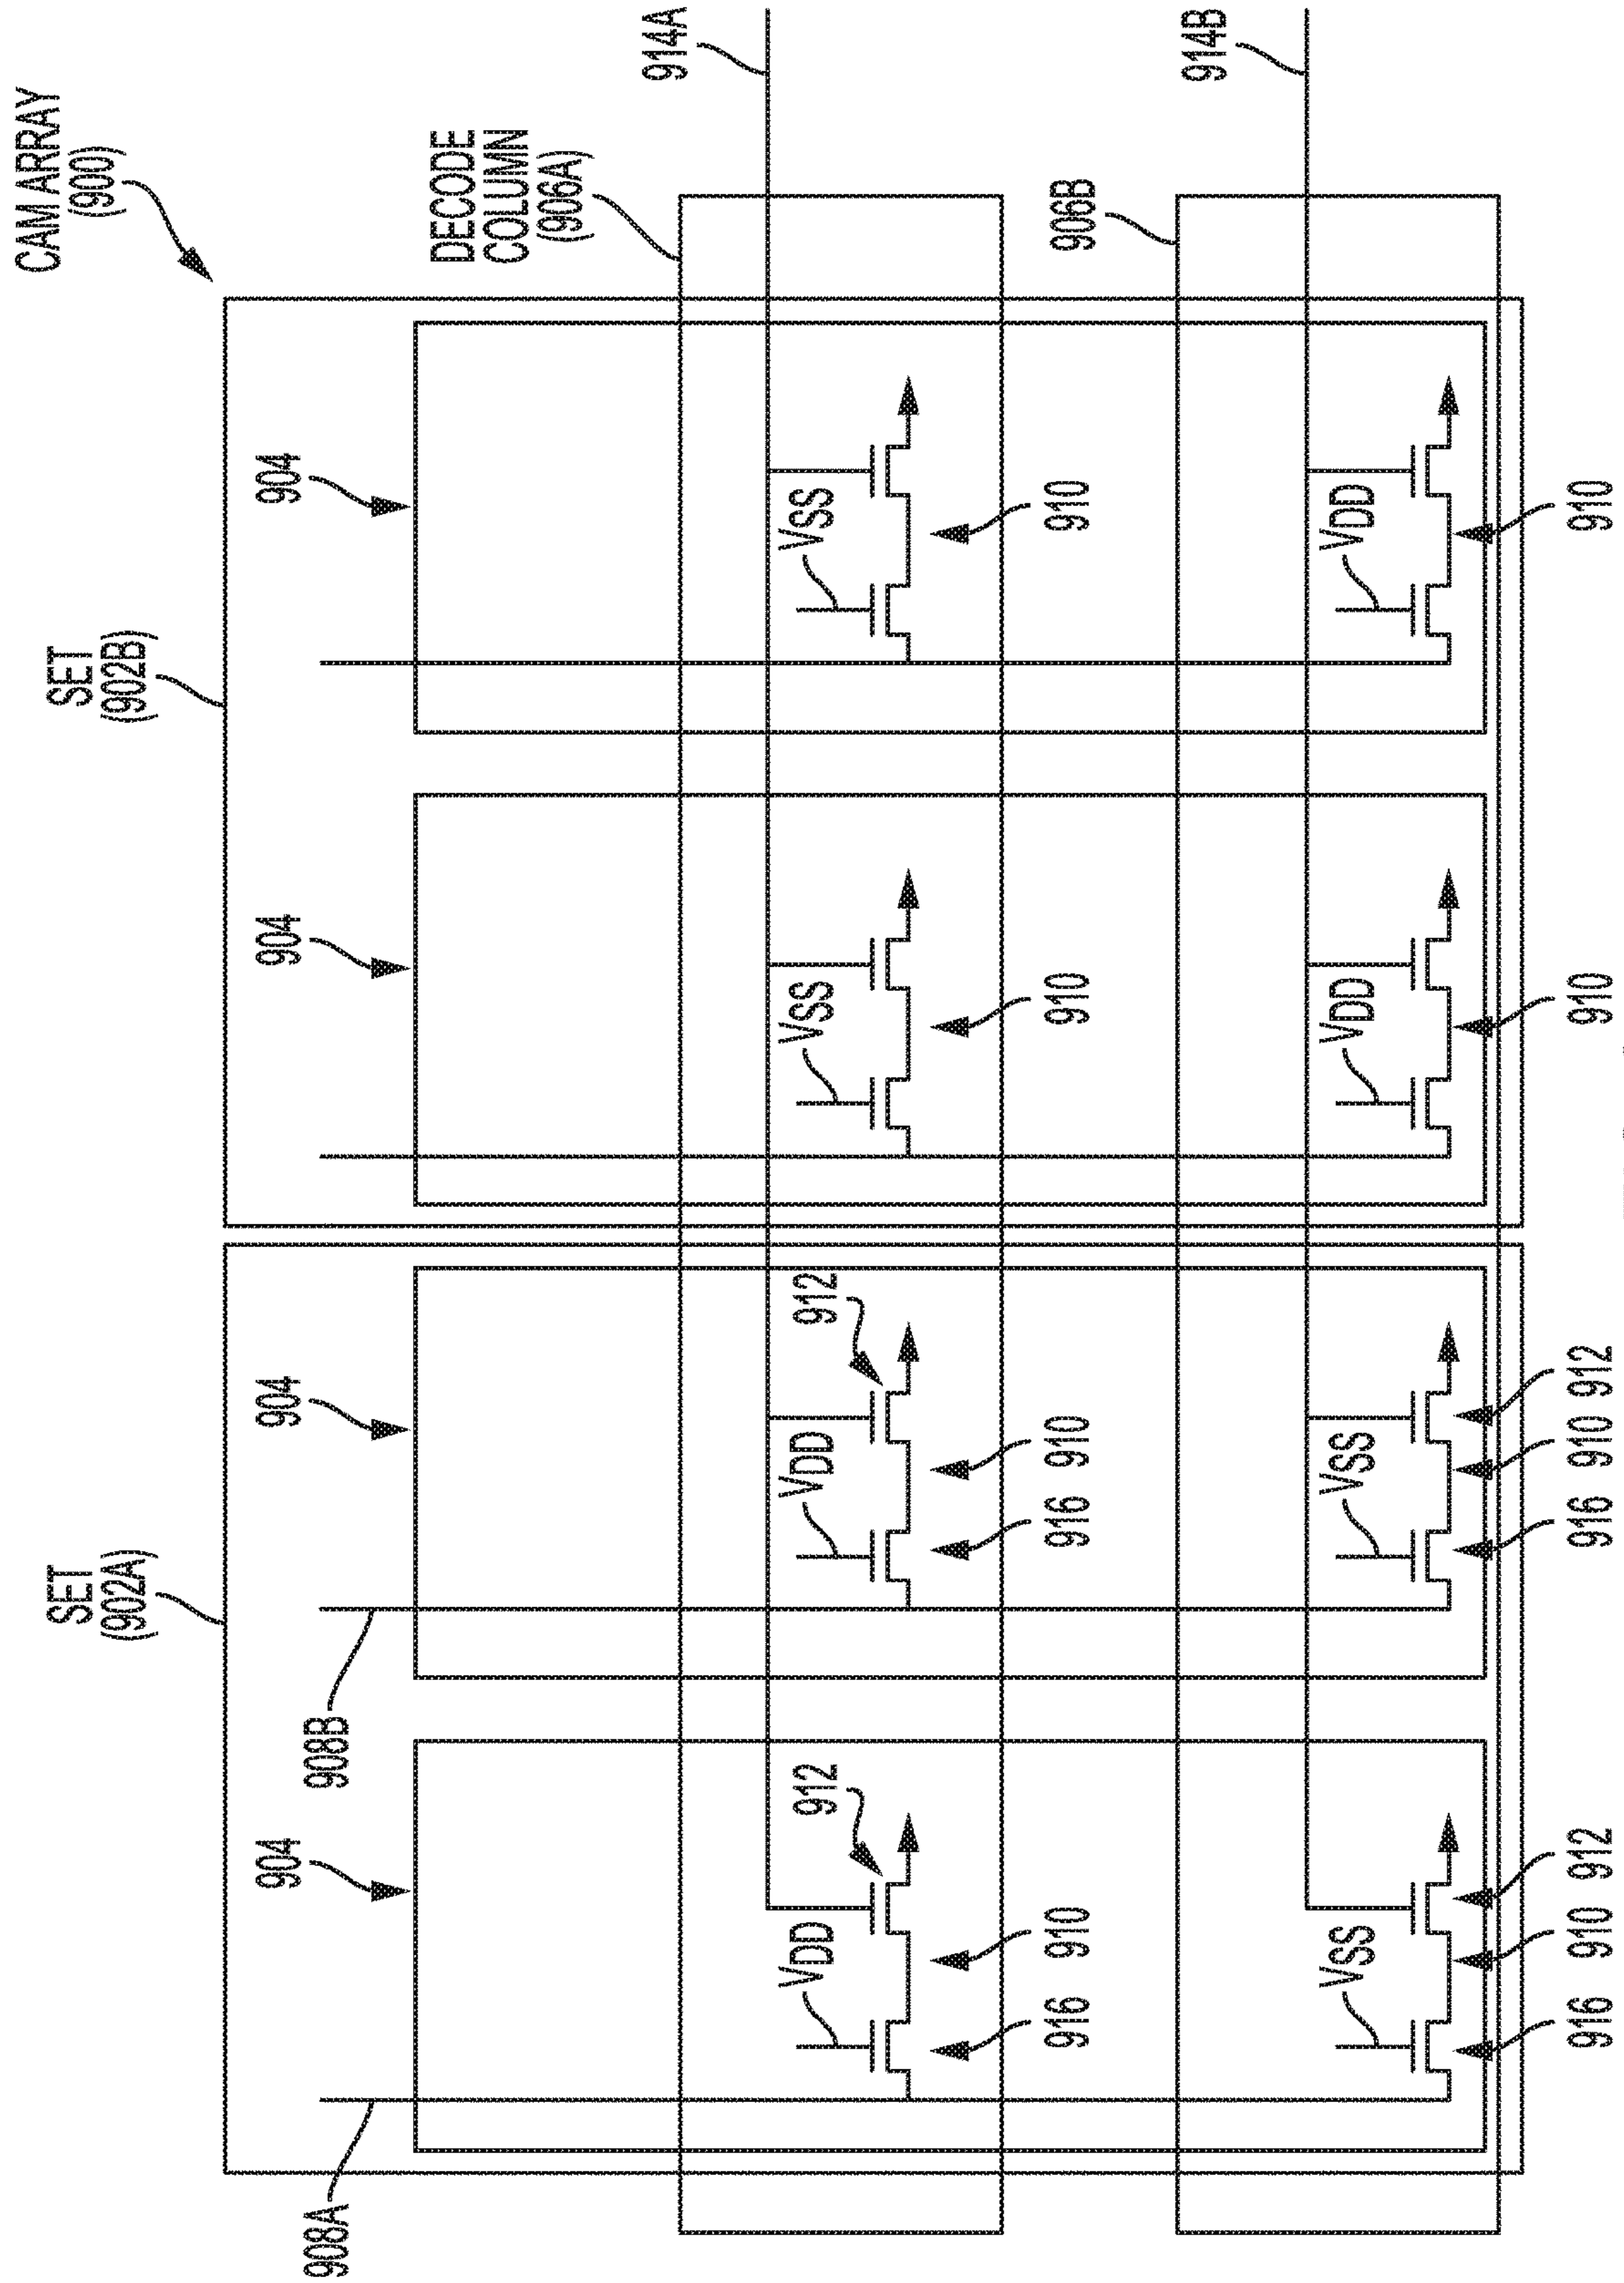 CAM ARRAY
(900)
SET
(902A)
SET
(902B)
904
904
904
904
908A
908B
DECODE
COLUMN
(906A)
914A
VDD
912
VDD
912
VSS
VSS
916
910
916
910
910
910
906B
914B
VSS
VSS
VDD
VDD
916
910
912
916
910
912
910
910